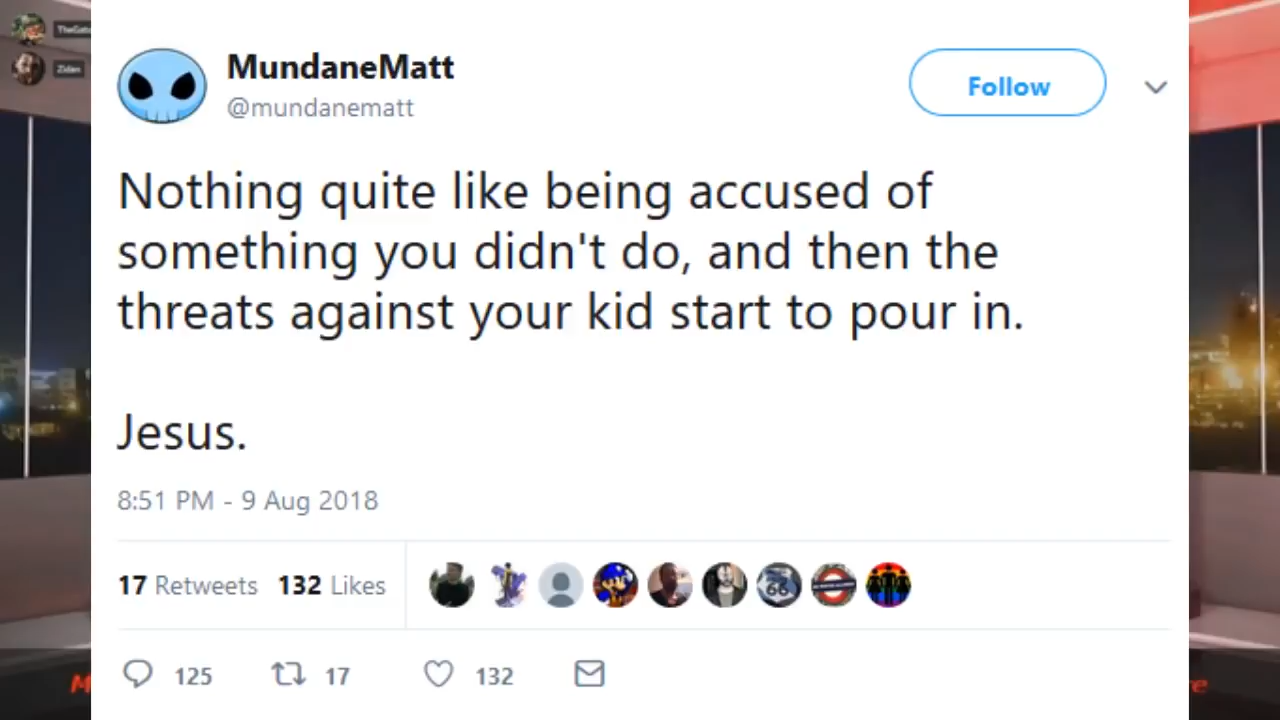 MundaneMatt
@mundanematt
Follow
Nothing quite like being accused of
something you didn't do, and then the
threats against your kid start to pour in.
Jesus.
8:51 PM - 9 Aug 2018
17 Retweets 132 Likes
66
125 17 132
Ziden